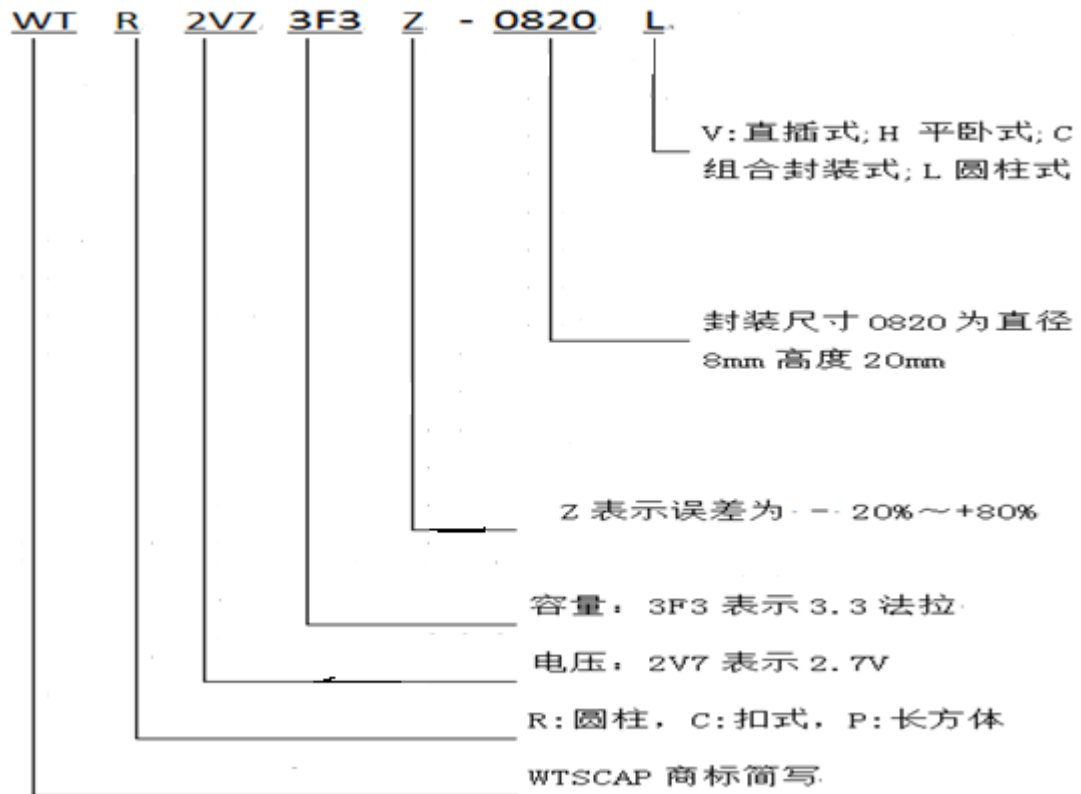 WT R 2V7 3F3 Z - 0820 L
V:直插式;H 平卧式;C
组合封装式;L 圆柱式
封装尺寸 0820 为直径
8mm 高度 20mm
Z 表示误差为 - 20%～+80%
容量：3F3 表示 3.3 法拉
电压：2V7 表示 2.7V
R:圆柱，C:扣式，P:长方体
WTSCAP 商标简写